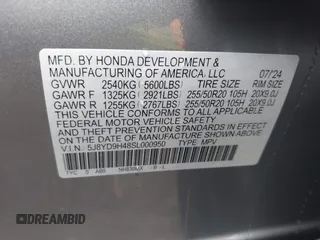 MFD. BY HONDA DEVELOPMENT &
MANUFACTURING OF AMERICA, LLC 07/24
GVWR 2540KG (5600LBS) TIRE SIZE RIM SIZE
GAWR F 1325KG (2921LBS) 255/50R20 105H 20X9.0J
GAWR R 1255KG (2767LBS) 255/50R20 105H 20X9.0J
THIS VEHICLE CONFORMS TO ALL APPLICABLE
FEDERAL MOTOR VEHICLE SAFETY AND
THEFT PREVENTION STANDARDS IN EFFECT
ON THE DATE OF MANUFACTURE SHOWN ABOVE.
V.I.N. 5J8YD9H48SL000950 TYPE MPV
DREAMBID